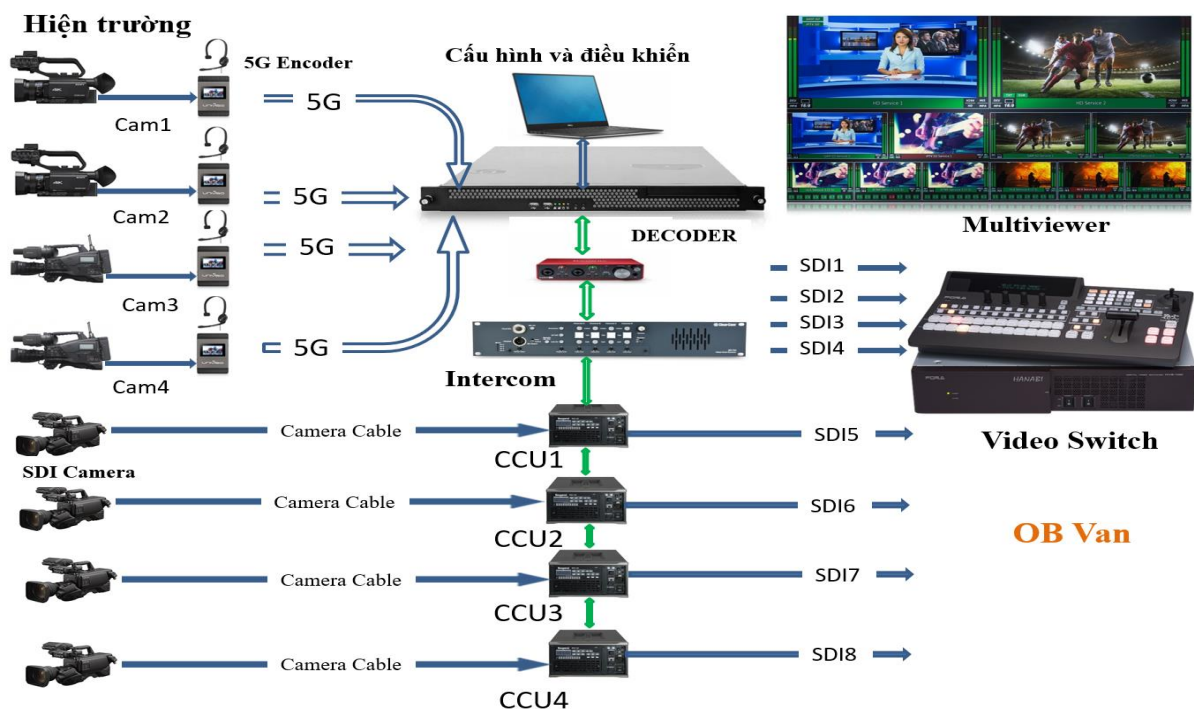 Hiện trường
5G Encoder
Cấu hình và điều khiển
5G
Cam1
5G
Cam2
5G
Cam3
5G
Cam4
DECODER
Multiviewer
SDI1
SDI2
SDI3
SDI4
Intercom
HANABI
Video Switch
Camera Cable
CCU1
SDI5
SDI Camera
Camera Cable
CCU2
SDI6
OB Van
Camera Cable
CCU3
SDI7
Camera Cable
CCU4
SDI8